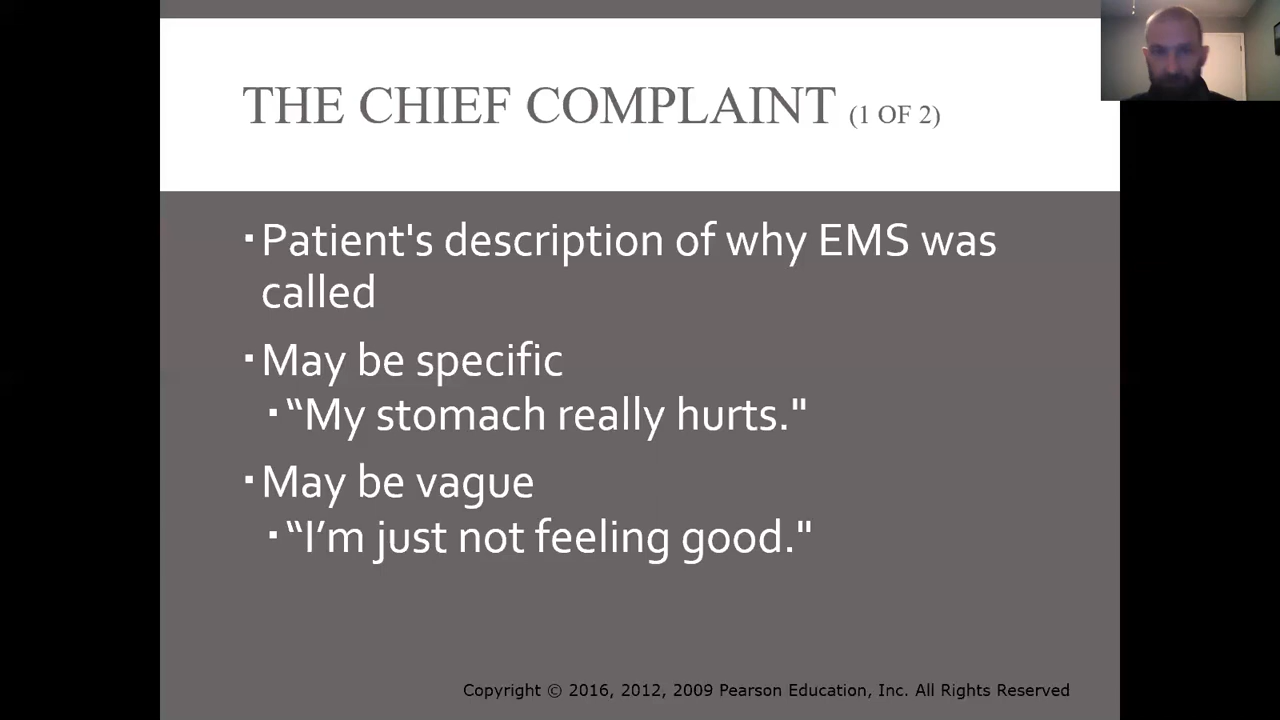 THE CHIEF COMPLAINT (1 OF 2)
▪Patient's description of why EMS was
called
▪May be specific
▪“My stomach really hurts."
▪May be vague
▪“I’m just not feeling good."
Copyright © 2016, 2012, 2009 Pearson Education, Inc. All Rights Reserved